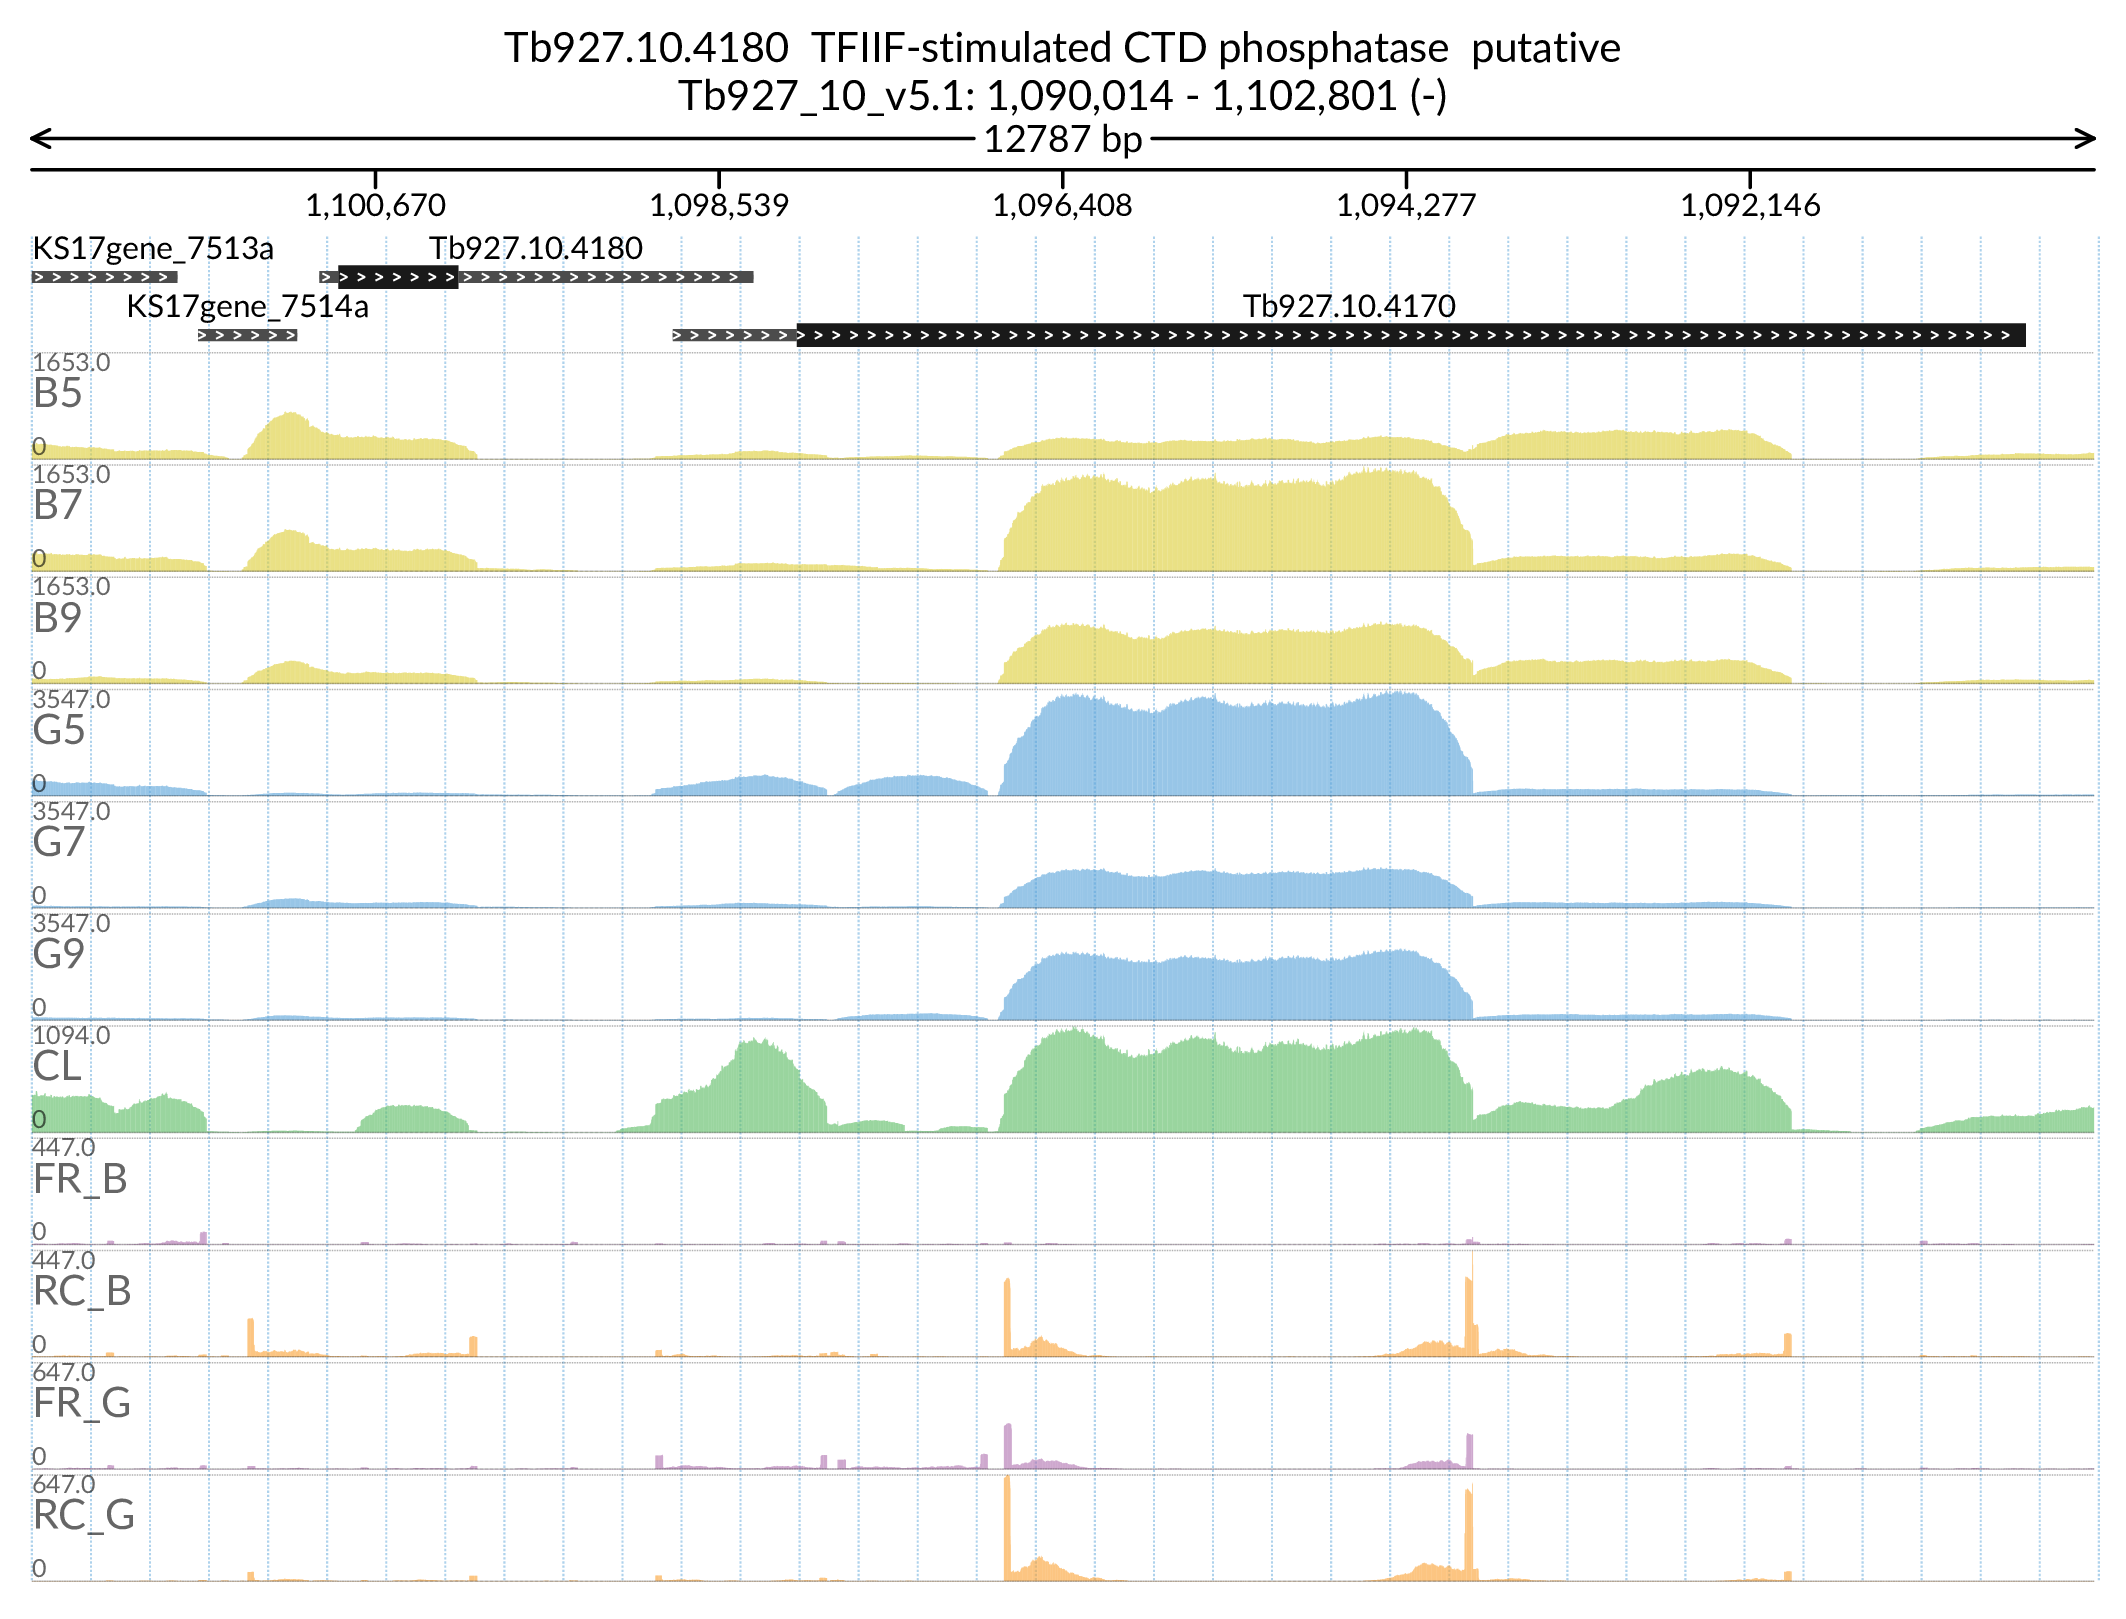 Tb927.10.4180  TFIIF-stimulated CTD phosphatase  putative
Tb927_10_v5.1: 1,090,014 - 1,102,801 (-)
12787 bp
1,100,670 1,098,539 1,096,408 1,094,277 1,092,146
KS17gene_7513a Tb927.10.4180
KS17gene_7514a Tb927.10.4170
1653.0
B5
0
1653.0
B7
0
1653.0
B9
0
3547.0
G5
0
3547.0
G7
0
3547.0
G9
0
1094.0
CL
0
447.0
FR_B
0
447.0
RC_B
0
647.0
FR_G
0
647.0
RC_G
0